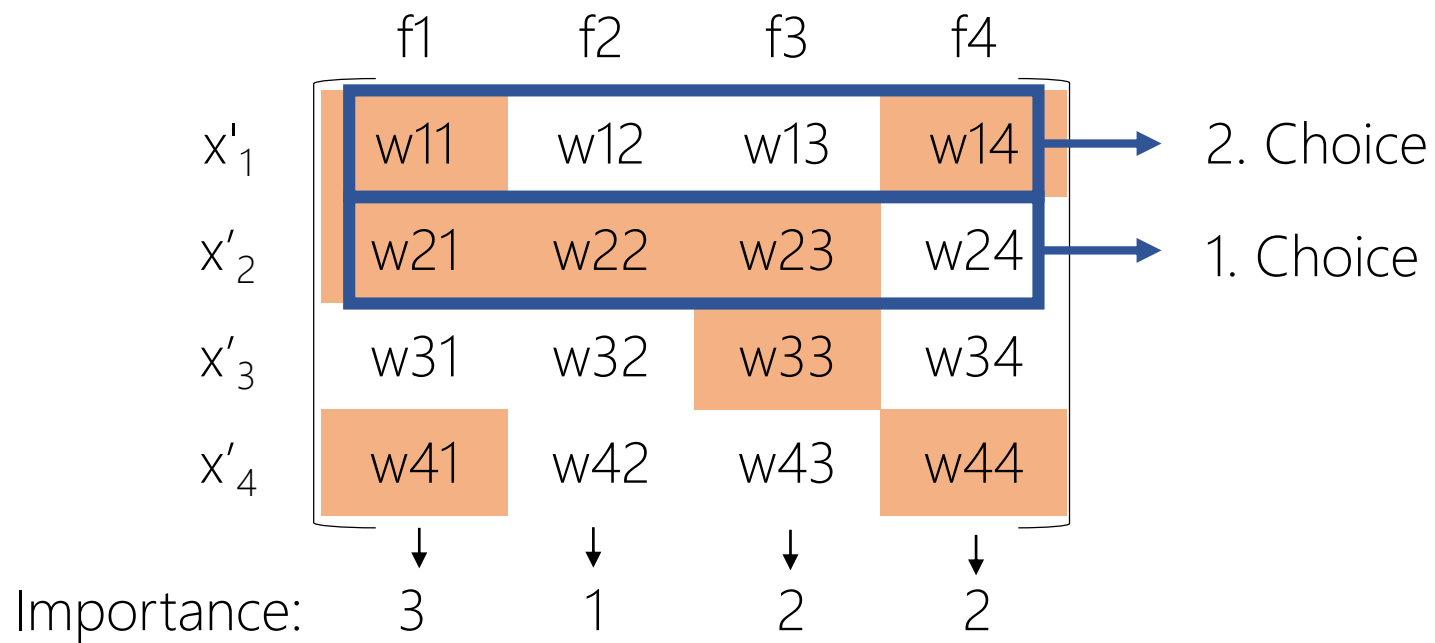 f1 f2 f3 f4
x'₁ w11 w12 w13 w14 2. Choice
x'₂ w21 w22 w23 w24 1. Choice
x'₃ w31 w32 w33 w34
x'₄ w41 w42 w43 w44
Importance: 3 1 2 2